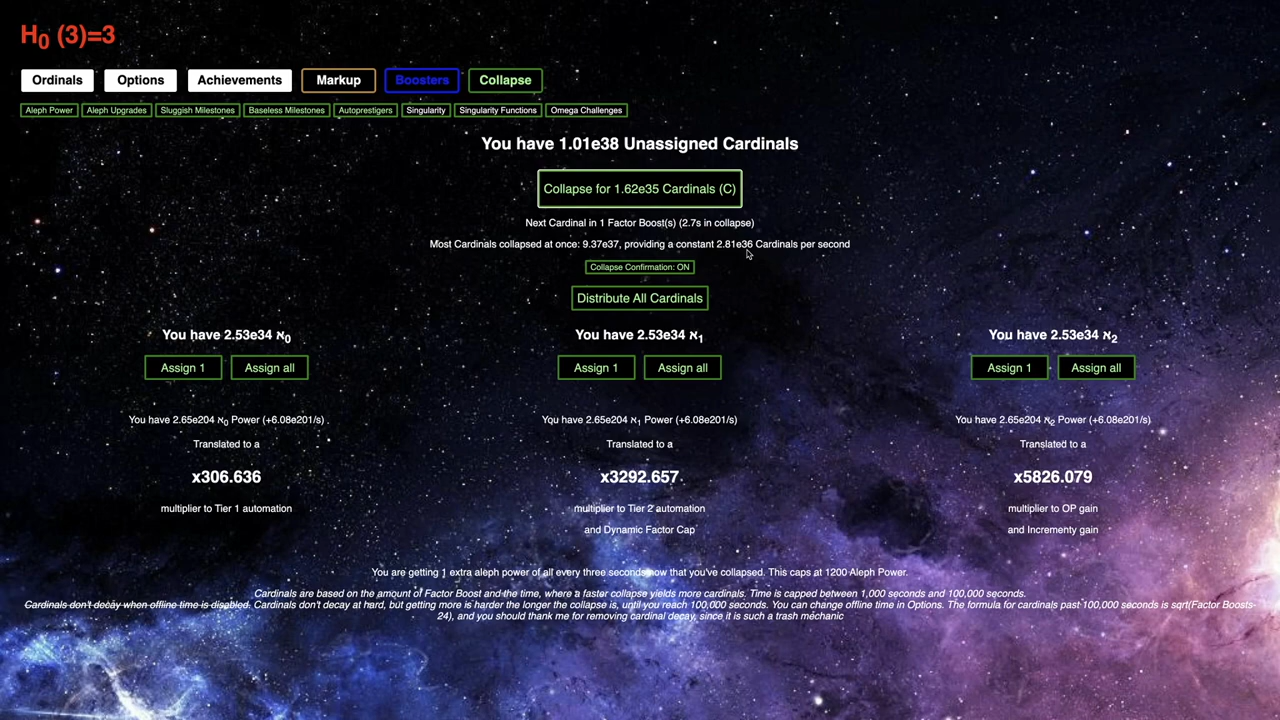 H₀ (3)=3
Ordinals Options Achievements Markup Boosters Collapse
Aleph Power Aleph Upgrades Sluggish Milestones Baseless Milestones Autoprestigers Singularity Singularity Functions Omega Challenges
You have 1.01e38 Unassigned Cardinals
Collapse for 1.62e35 Cardinals (C)
Next Cardinal in 1 Factor Boost(s) (2.7s in collapse)
Most Cardinals collapsed at once: 9.37e37, providing a constant 2.81e36 Cardinals per second
Collapse Confirmation: ON
Distribute All Cardinals
You have 2.53e34 ℵ₀ You have 2.53e34 ℵ₁ You have 2.53e34 ℵ₂
Assign 1 Assign all Assign 1 Assign all Assign 1 Assign all
You have 2.65e204 ℵ₀ Power (+6.08e201/s) You have 2.65e204 ℵ₁ Power (+6.08e201/s) You have 2.65e204 ℵ₂ Power (+6.08e201/s)
Translated to a Translated to a Translated to a
x306.636 x3292.657 x5826.079
multiplier to Tier 1 automation multiplier to Tier 2 automation multiplier to OP gain
and Dynamic Factor Cap and Incrementy gain
You are getting 1 extra aleph power of all every three seconds now that you've collapsed. This caps at 1200 Aleph Power.
Cardinals are based on the amount of Factor Boost and the time, where a faster collapse yields more cardinals. Time is capped between 1,000 seconds and 100,000 seconds.
Cardinals don't decay when offline time is disabled. Cardinals don't decay at hard, but getting more is harder the longer the collapse is, until you reach 100,000 seconds. You can change offline time in Options. The formula for cardinals past 100,000 seconds is sqrt(Factor Boosts-
24), and you should thank me for removing cardinal decay, since it is such a trash mechanic